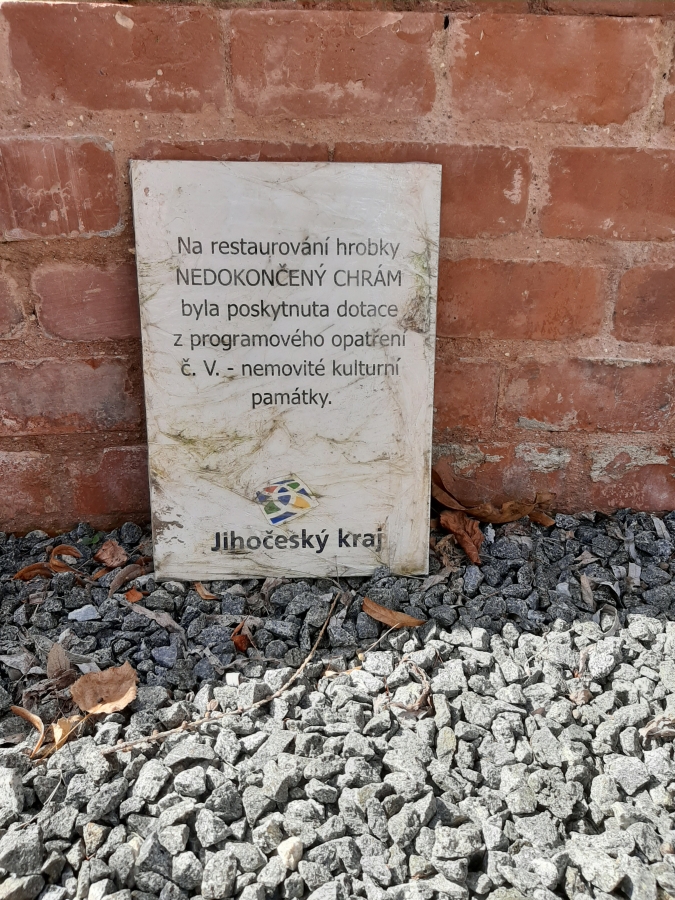 Na restaurování hrobky
NEDOKONČENÝ CHRÁM
byla poskytnuta dotace
z programového opatření
č. V. - nemovité kulturní
památky.
Jihočeský kraj